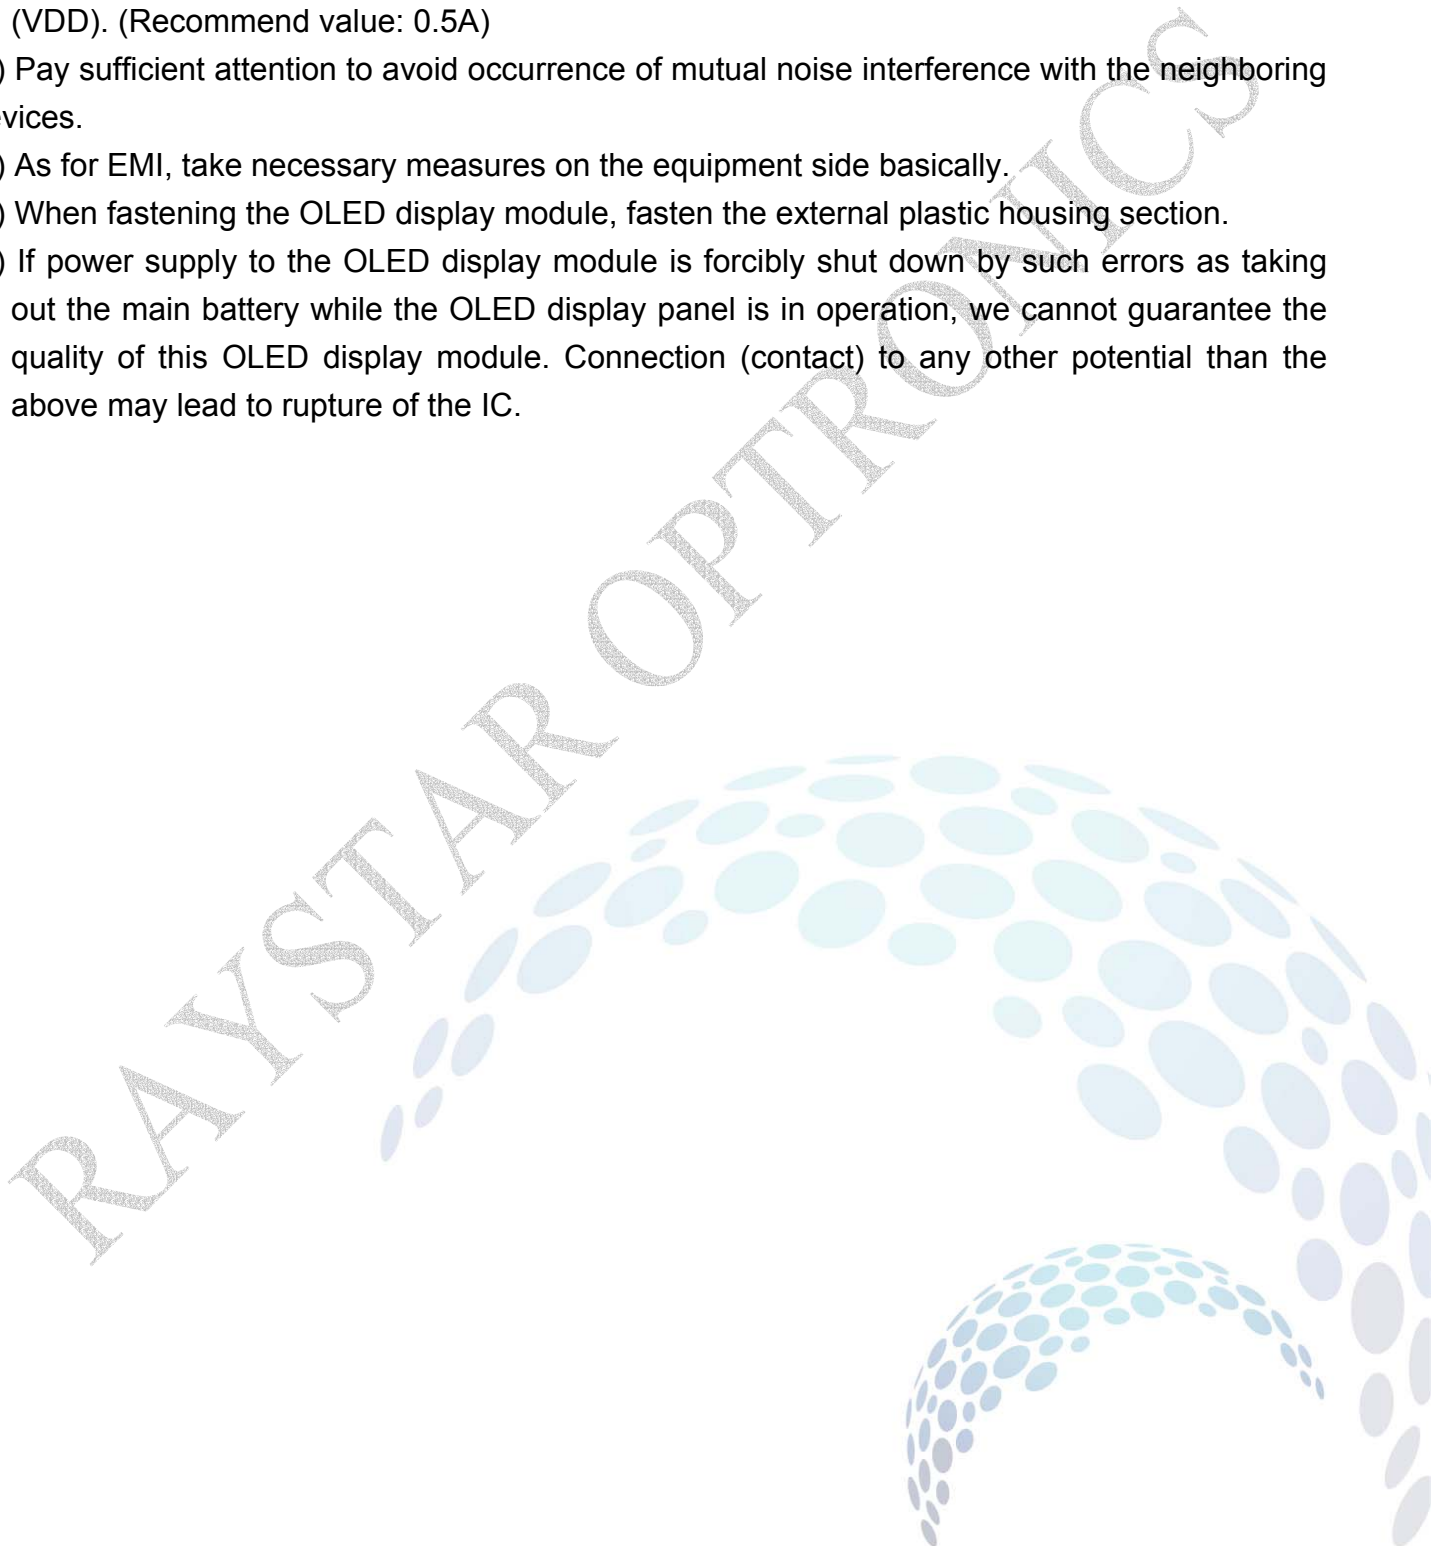 (VDD). (Recommend value: 0.5A)
) Pay sufficient attention to avoid occurrence of mutual noise interference with the neighboring
vices.
) As for EMI, take necessary measures on the equipment side basically.
) When fastening the OLED display module, fasten the external plastic housing section.
) If power supply to the OLED display module is forcibly shut down by such errors as taking
out the main battery while the OLED display panel is in operation, we cannot guarantee the
quality of this OLED display module. Connection (contact) to any other potential than the
above may lead to rupture of the IC.
RAYSTAR OPTRONICS